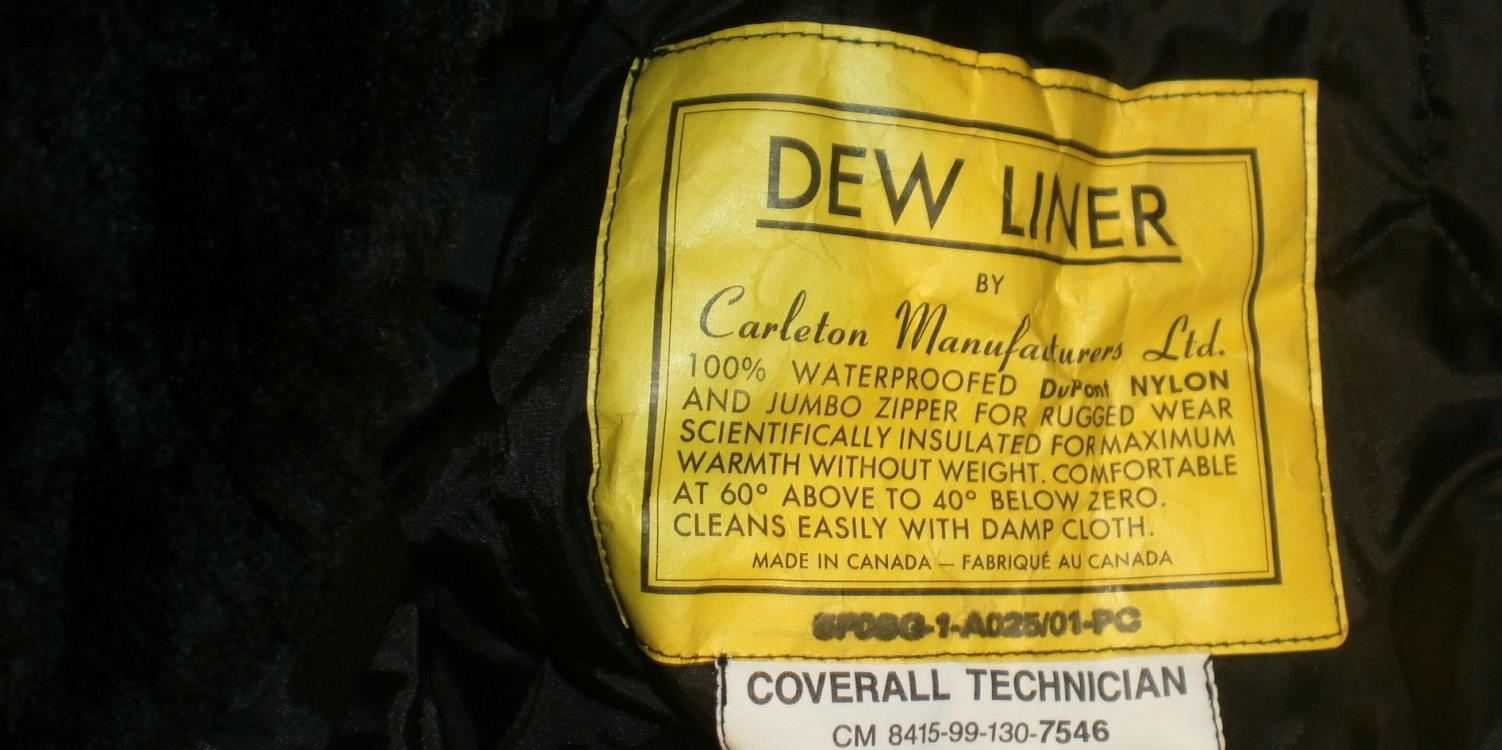 DEW LINER
BY
Carleton Manufacturers Ltd.
100% WATERPROOFED DuPont NYLON
AND JUMBO ZIPPER FOR RUGGED WEAR
SCIENTIFICALLY INSULATED FOR MAXIMUM
WARMTH WITHOUT WEIGHT. COMFORTABLE
AT 60° ABOVE TO 40° BELOW ZERO.
CLEANS EASILY WITH DAMP CLOTH.
MADE IN CANADA — FABRIQUÉ AU CANADA
COVERALL TECHNICIAN
CM 8415-99-130-7546